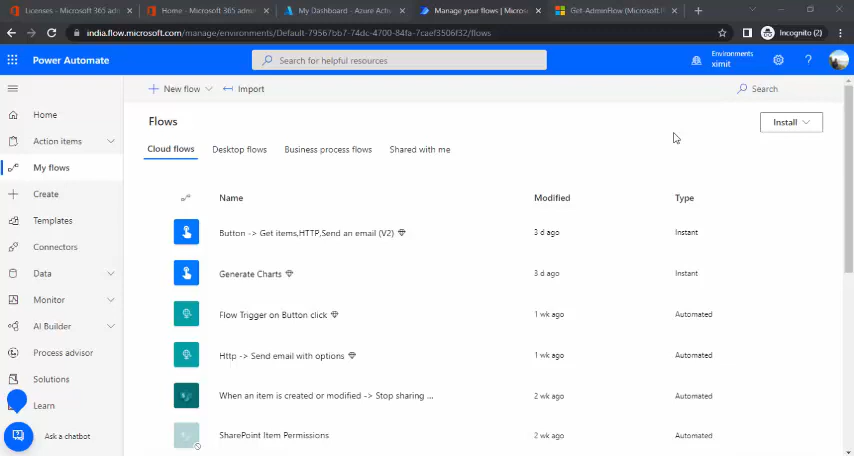 Licenses - Microsoft 365 adm
Home - Microsoft 365 admin
My Dashboard - Azure Activ
Manage your flows | Micros
Get-AdminFlow (Microsoft.P
india.flow.microsoft.com/manage/environments/Default-79567bb7-74dc-4700-84fa-7caef3506f32/flows
Incognito (2)
Power Automate
Search for helpful resources
Environments
ximit
New flow
Import
Search
Home
Action items
My flows
Create
Templates
Connectors
Data
Monitor
AI Builder
Process advisor
Solutions
Learn
Ask a chatbot
Flows
Install
Cloud flows
Desktop flows
Business process flows
Shared with me
Name
Modified
Type
Button -> Get items,HTTP,Send an email (V2)
3 d ago
Instant
Generate Charts
3 d ago
Instant
Flow Trigger on Button click
1 wk ago
Automated
Http -> Send email with options
1 wk ago
Automated
When an item is created or modified -> Stop sharing ...
2 wk ago
Automated
SharePoint Item Permissions
2 wk ago
Automated